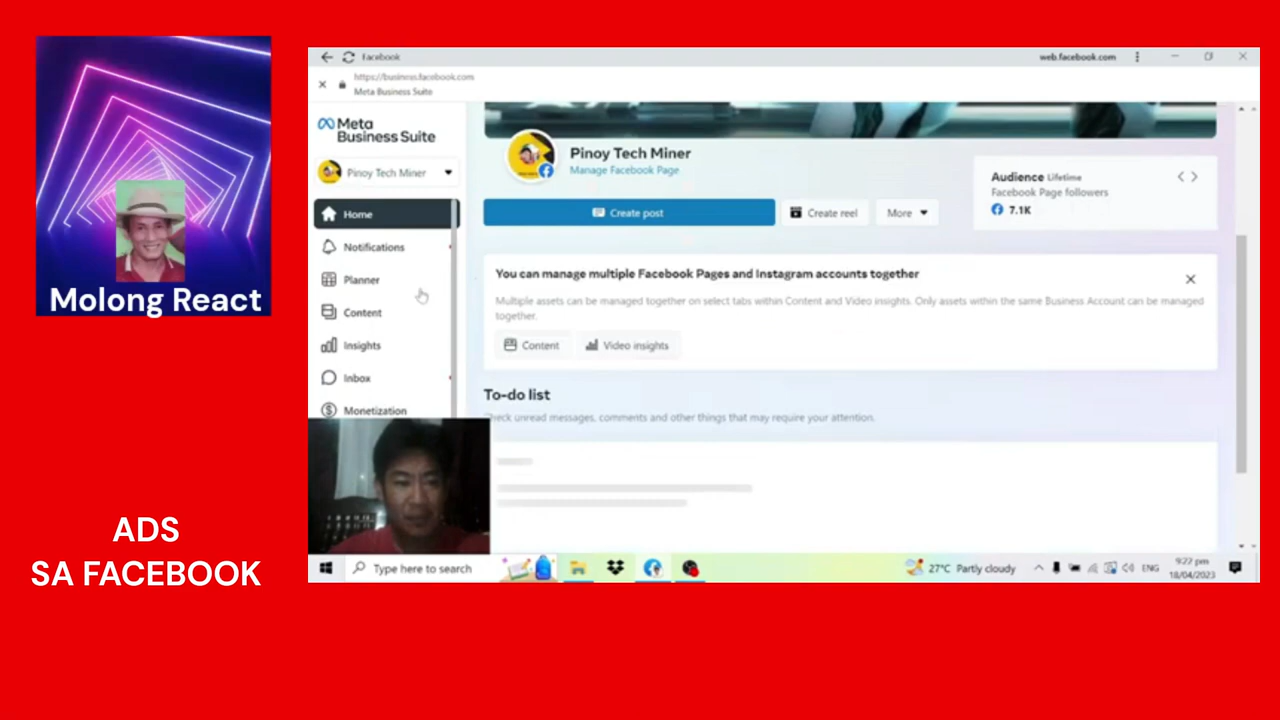 Molong React
ADS
SA FACEBOOK
Facebook
web.facebook.com
https://business.facebook.com
Meta Business Suite
Meta
Business Suite
Pinoy Tech Miner
Home
Notifications
Planner
Content
Insights
Inbox
Monetization
Pinoy Tech Miner
Manage Facebook Page
Create post
Create reel
More
Audience Lifetime
Facebook Page followers
7.1K
You can manage multiple Facebook Pages and Instagram accounts together
Multiple assets can be managed together on select tabs within Content and Video insights. Only assets within the same Business Account can be managed
together.
Content
Video insights
To-do list
Check unread messages, comments and other things that may require your attention.
Type here to search
27°C Partly cloudy
ENG
9:22 pm
18/04/2023